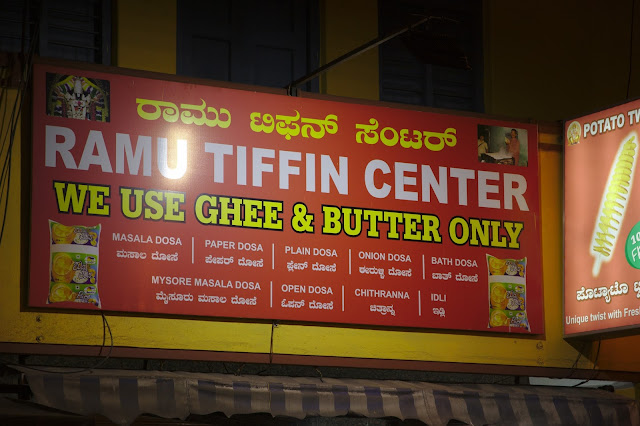 ರಾಮು ಟಿಫನ್ ಸೆಂಟರ್
RAMU TIFFIN CENTER
WE USE GHEE & BUTTER ONLY
MASALA DOSA PAPER DOSA PLAIN DOSA ONION DOSA BATH DOSA
ಮಸಾಲ ದೋಸೆ ಪೇಪರ್ ದೋಸೆ ಪ್ಲೇನ್ ದೋಸೆ ಈರುಳ್ಳಿ ದೋಸೆ ಬಾತ್ ದೋಸೆ
MYSORE MASALA DOSA OPEN DOSA CHITHRANNA IDLI
ಮೈಸೂರು ಮಸಾಲ ದೋಸೆ ಓಪನ್ ದೋಸೆ ಚಿತ್ರಾನ್ನ ಇಡ್ಲಿ
POTATO TW
ಪೊಟ್ಯಾಟೊ
Unique twist with Fresh